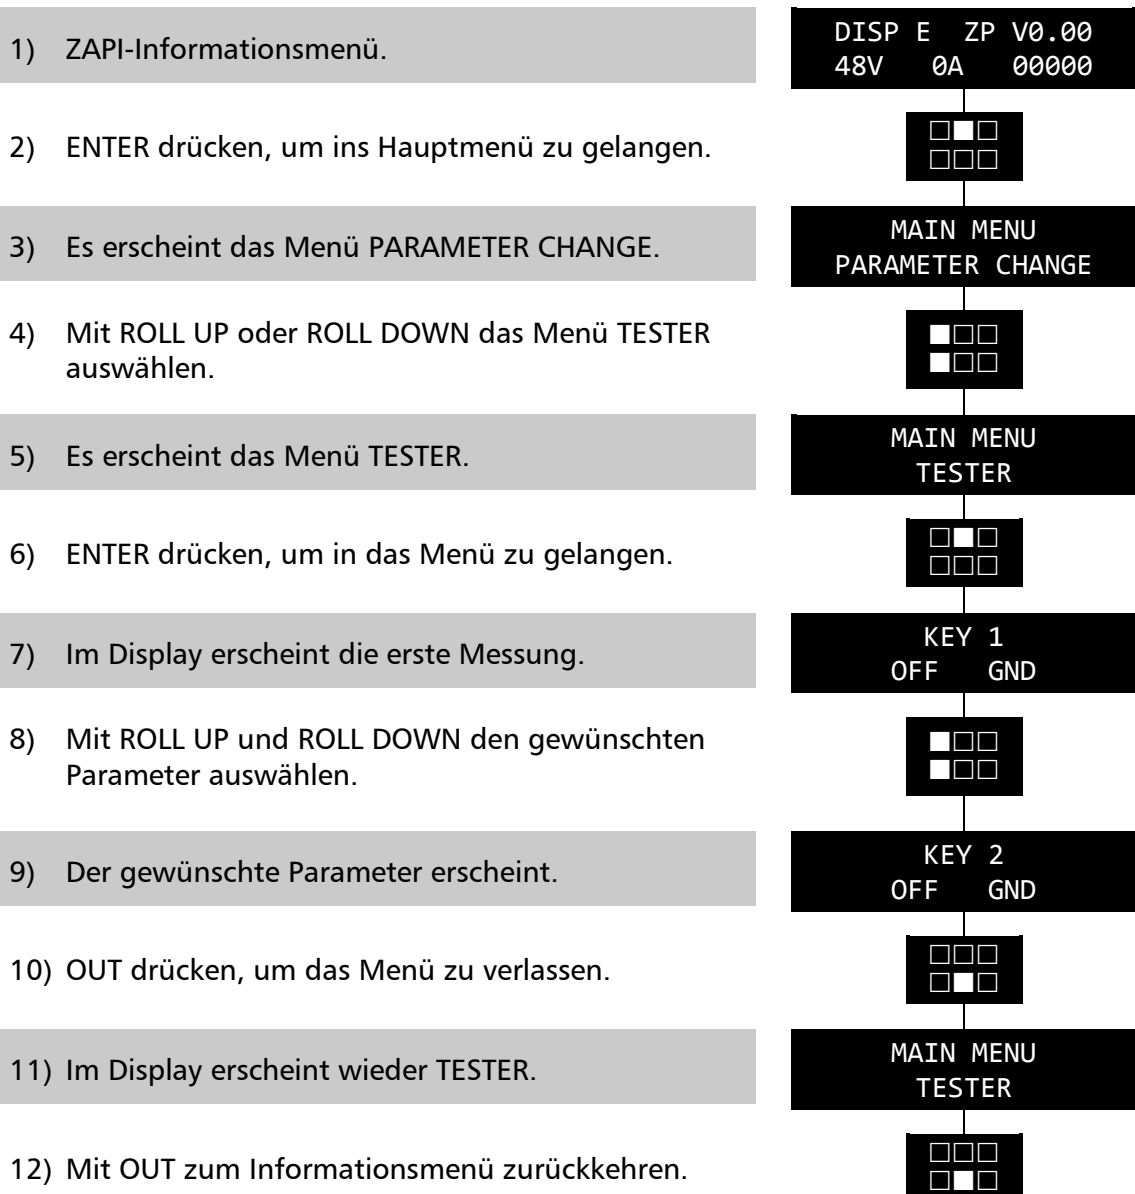 1) ZAPI-Informationsmenü.
DISP E ZP V0.00
48V 0A 00000
2) ENTER drücken, um ins Hauptmenü zu gelangen.
3) Es erscheint das Menü PARAMETER CHANGE.
MAIN MENU
PARAMETER CHANGE
4) Mit ROLL UP oder ROLL DOWN das Menü TESTER
auswählen.
5) Es erscheint das Menü TESTER.
MAIN MENU
TESTER
6) ENTER drücken, um in das Menü zu gelangen.
7) Im Display erscheint die erste Messung.
KEY 1
OFF GND
8) Mit ROLL UP und ROLL DOWN den gewünschten
Parameter auswählen.
9) Der gewünschte Parameter erscheint.
KEY 2
OFF GND
10) OUT drücken, um das Menü zu verlassen.
11) Im Display erscheint wieder TESTER.
MAIN MENU
TESTER
12) Mit OUT zum Informationsmenü zurückkehren.